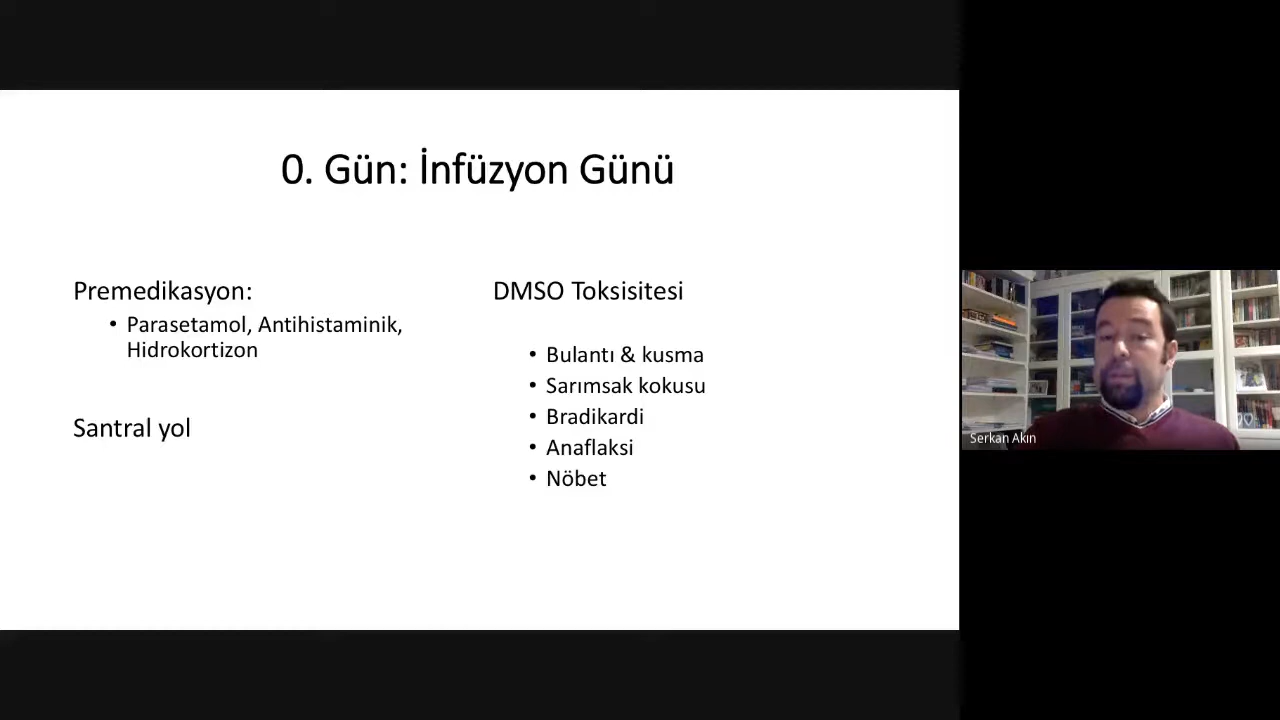 0. Gün: İnfüzyon Günü
Premedikasyon:
• Parasetamol, Antihistaminik,
Hidrokortizon
Santral yol
DMSO Toksisitesi
• Bulantı & kusma
• Sarımsak kokusu
• Bradikardi
• Anaflaksi
• Nöbet
Serkan Akın